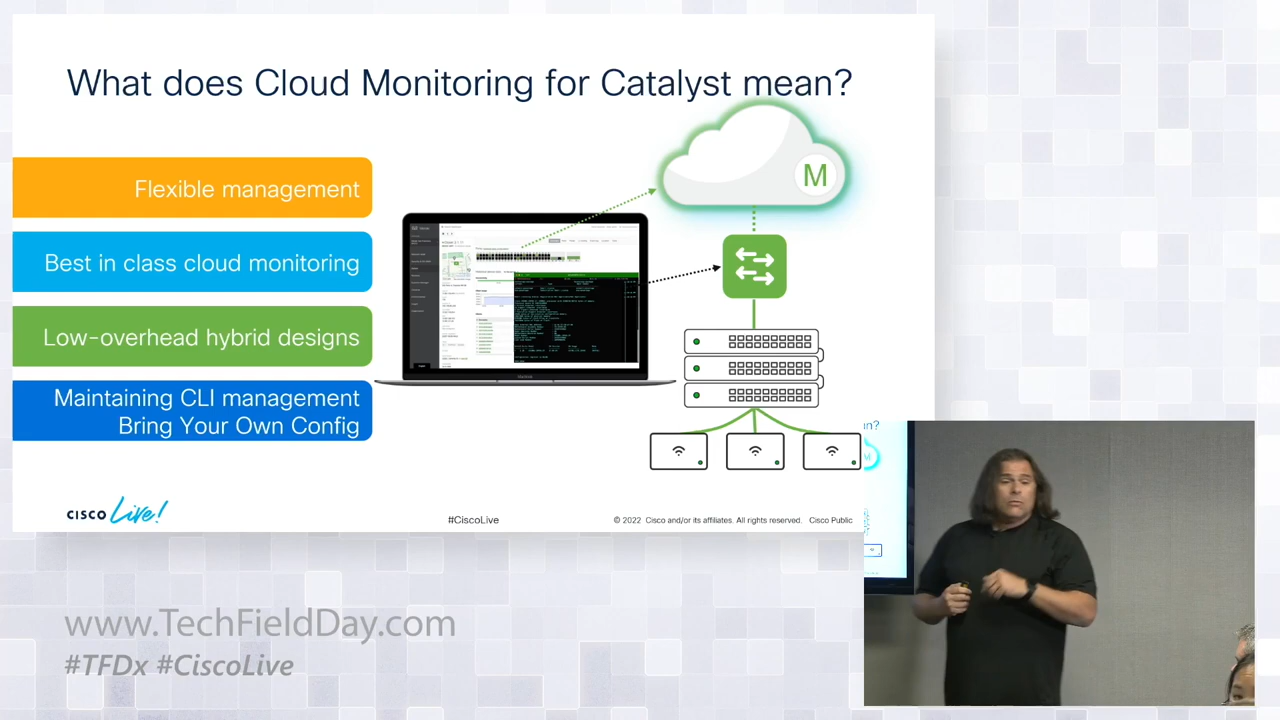 What does Cloud Monitoring for Catalyst mean?
Flexible management
Best in class cloud monitoring
Low-overhead hybrid designs
Maintaining CLI management
Bring Your Own Config
M
CISCO Live!
#CiscoLive
© 2022 Cisco and/or its affiliates. All rights reserved. Cisco Public
www.TechFieldDay.com
#TFDx #CiscoLive